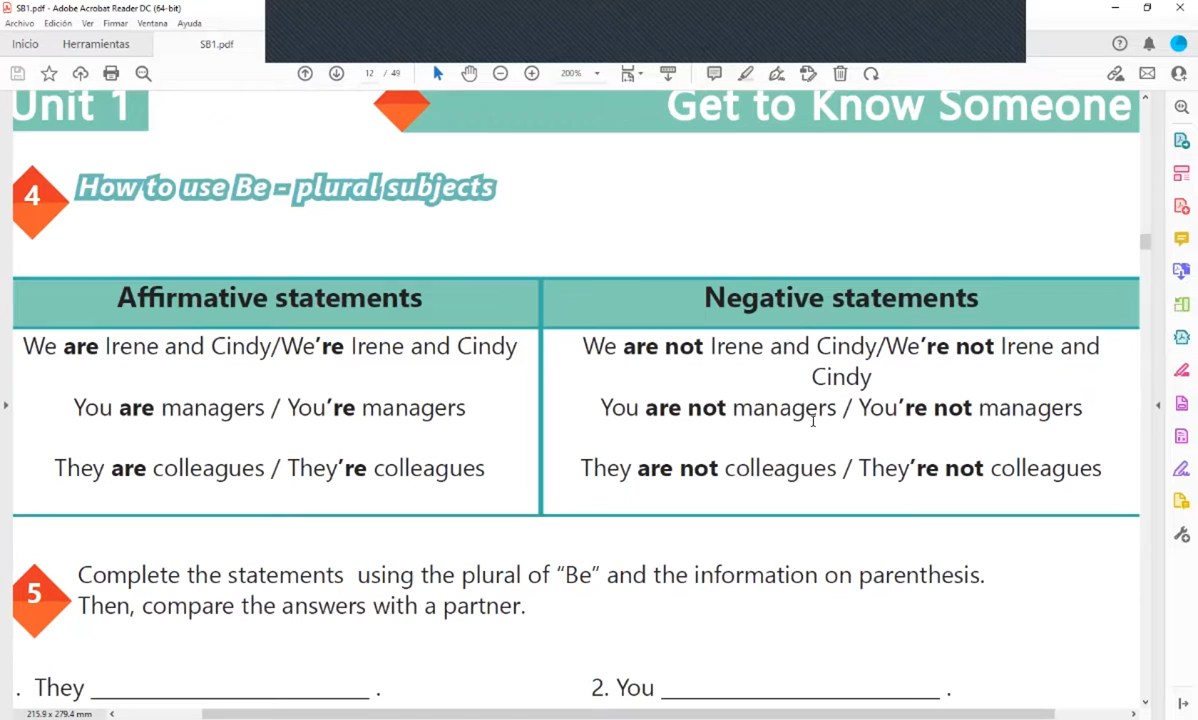 SB1.pdf - Adobe Acrobat Reader DC (64-bit)
Archivo Edición Ver Firmar Ventana Ayuda
Inicio Herramientas SB1.pdf
12 / 49 200%
Unit 1 Get to Know Someone
4 How to use Be - plural subjects
Affirmative statements Negative statements
We are Irene and Cindy/We're Irene and Cindy We are not Irene and Cindy/We're not Irene and
Cindy
You are managers / You're managers You are not managers / You're not managers
They are colleagues / They're colleagues They are not colleagues / They're not colleagues
5 Complete the statements using the plural of “Be” and the information on parenthesis.
Then, compare the answers with a partner.
. They ______________________ . 2. You ______________________ .
215.9 x 279.4 mm